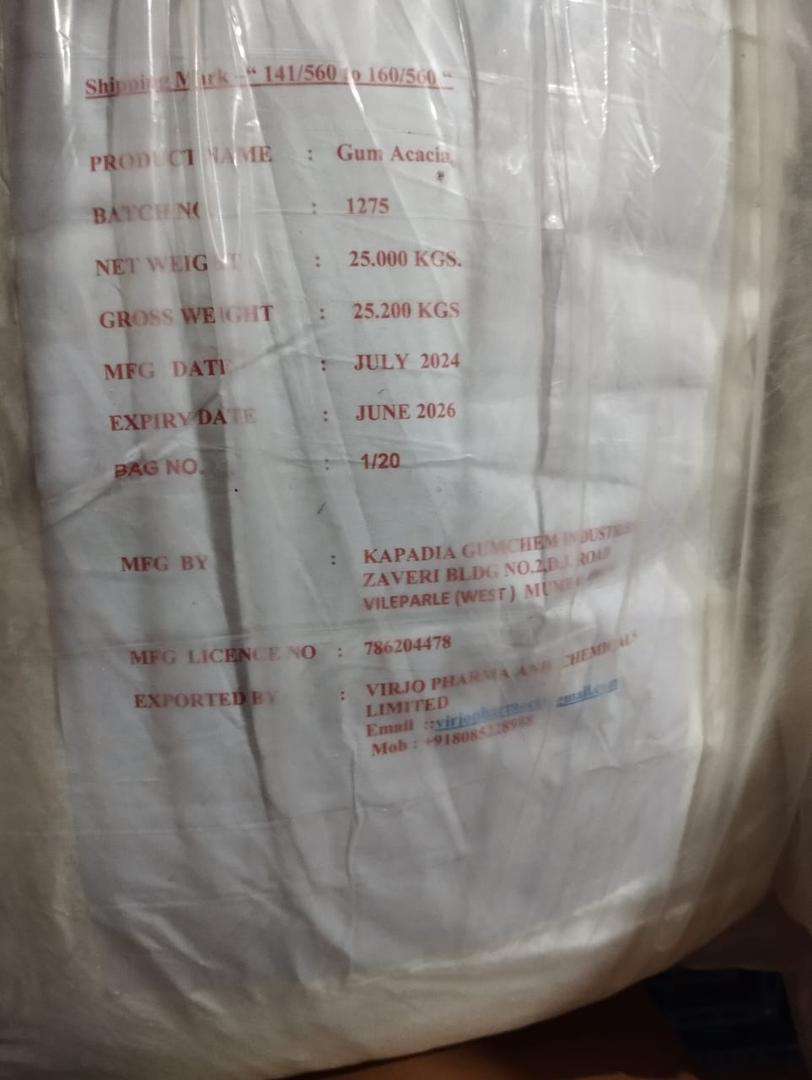 Shipping Mark - " 141/560 to 160/560 "
PRODUCT NAME : Gum Acacia
BATCH NO : 1275
NET WEIGHT : 25.000 KGS.
GROSS WEIGHT : 25.200 KGS
MFG DATE : JULY 2024
EXPIRY DATE : JUNE 2026
BAG NO. : 1/20
MFG BY : KAPADIA GUMCHEM INDUSTRIES
ZAVERI BLDG NO.2, ROAD
VILEPARLE (WEST )
MFG LICENCE NO : 786204478
EXPORTED BY : VIRJO PHARMA AND CHEMICALS
LIMITED
Email ::
Mob :